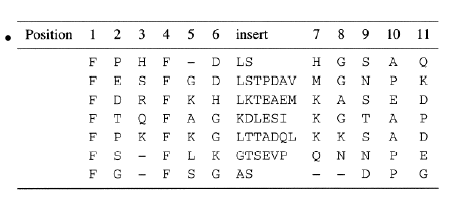 Position 1 2 3 4 5 6 insert 7 8 9 10 11
F P H F - D LS H G S A Q
F E S F G D LSTPDAV M G N P K
F D R F K H LKTEAEM K A S E D
F T Q F A G KDLESI K G T A P
F P K F K G LTTADQL K K S A D
F S - F L K GTSEVP Q N N P E
F G - F S G AS - - D P G